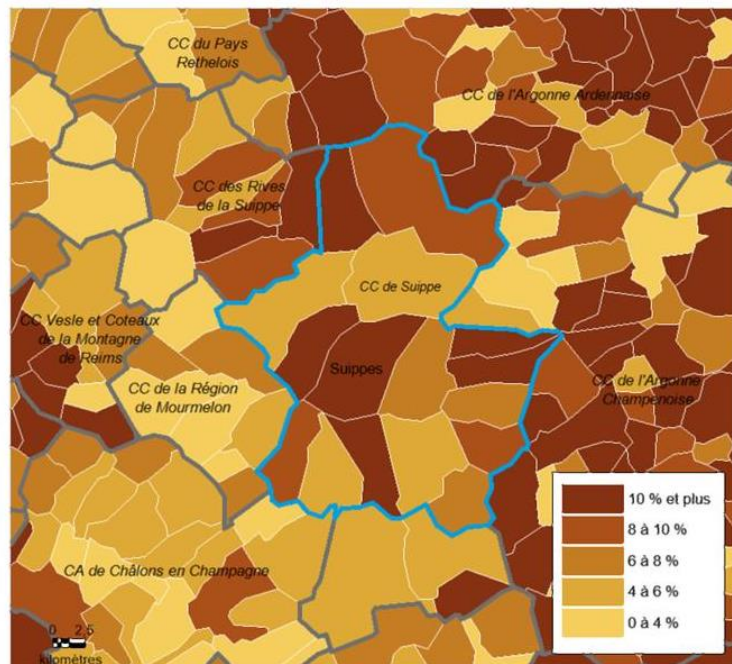 CC du Pays
Rethelois
CC de l'Argonne Ardennaise
CC des Rives
de la Suippe
CC de Suippe
CC Vesle et Coteaux
de la Montagne
de Reims
Suippes
CC de la Région
de Mourmelon
CC de l'Argonne
Champenoise
CA de Châlons en Champagne
10 % et plus
8 à 10 %
6 à 8 %
4 à 6 %
0 à 4 %
0 2,5
kilomètres